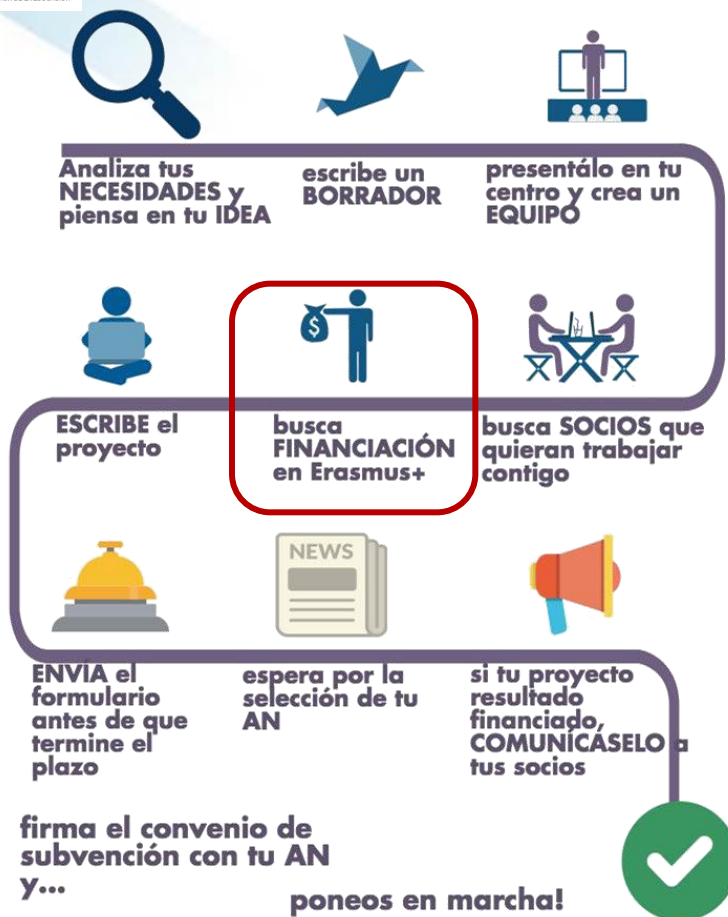 Analiza tus
NECESIDADES y
piensa en tu IDEA
escribe un
BORRADOR
presentálo en tu
centro y crea un
EQUIPO
$
busca SOCIOS que
quieran trabajar
contigo
busca
FINANCIACIÓN
en Erasmus+
ESCRIBE el
proyecto
NEWS
ENVÍA el
formulario
antes de que
termine el
plazo
espera por la
selección de tu
AN
si tu proyecto
resultado
financiado,
COMUNÍCASELO a
tus socios
firma el convenio de
subvención con tu AN
y...
poneos en marcha!